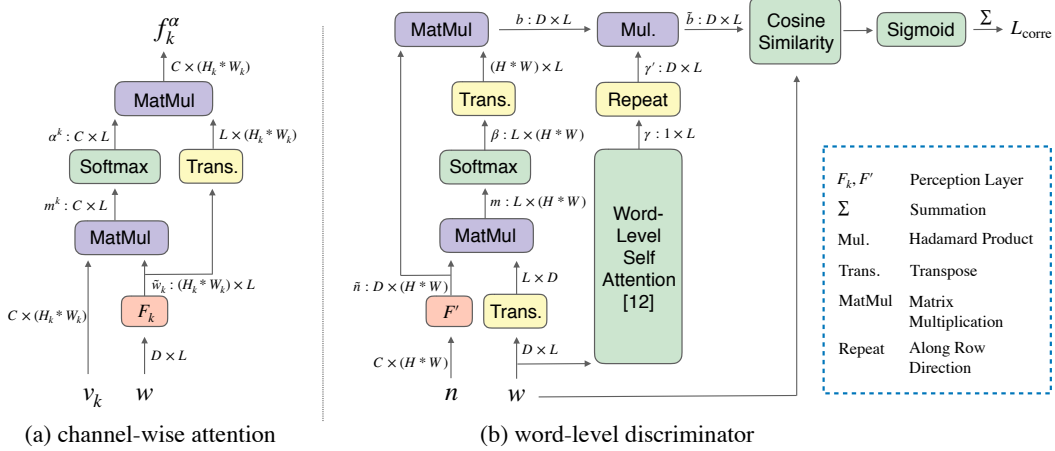 f_k^α
C × (H_k * W_k)
MatMul
α^k : C × L
L × (H_k * W_k)
Softmax
Trans.
m^k : C × L
MatMul
w̃_k : (H_k * W_k) × L
C × (H_k * W_k)
F_k
D × L
v_k
w
(a) channel-wise attention
MatMul
b : D × L
Mul.
b̃ : D × L
Cosine
Similarity
Sigmoid
Σ
L_corre
(H * W) × L
γ′ : D × L
Trans.
Repeat
β : L × (H * W)
γ : 1 × L
Softmax
m : L × (H * W)
MatMul
Word-
Level
Self
Attention
[12]
ñ : D × (H * W)
L × D
F′
Trans.
C × (H * W)
D × L
n
w
(b) word-level discriminator
F_k, F′ Perception Layer
Σ Summation
Mul. Hadamard Product
Trans. Transpose
MatMul Matrix
Multiplication
Repeat Along Row
Direction